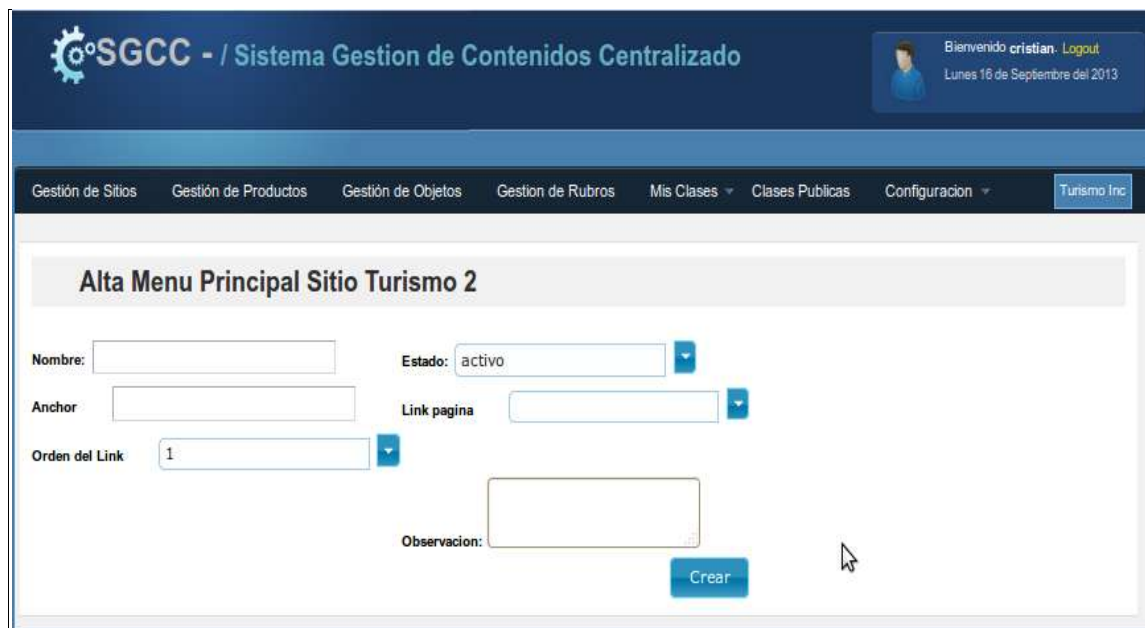 SGCC - / Sistema Gestion de Contenidos Centralizado
Bienvenido cristian- Logout
Lunes 16 de Septiembre del 2013
Gestión de Sitios Gestión de Productos Gestión de Objetos Gestion de Rubros Mis Clases Clases Publicas Configuracion Turismo Inc
Alta Menu Principal Sitio Turismo 2
Nombre: Estado: activo
Anchor Link pagina
Orden del Link 1
Observacion:
Crear